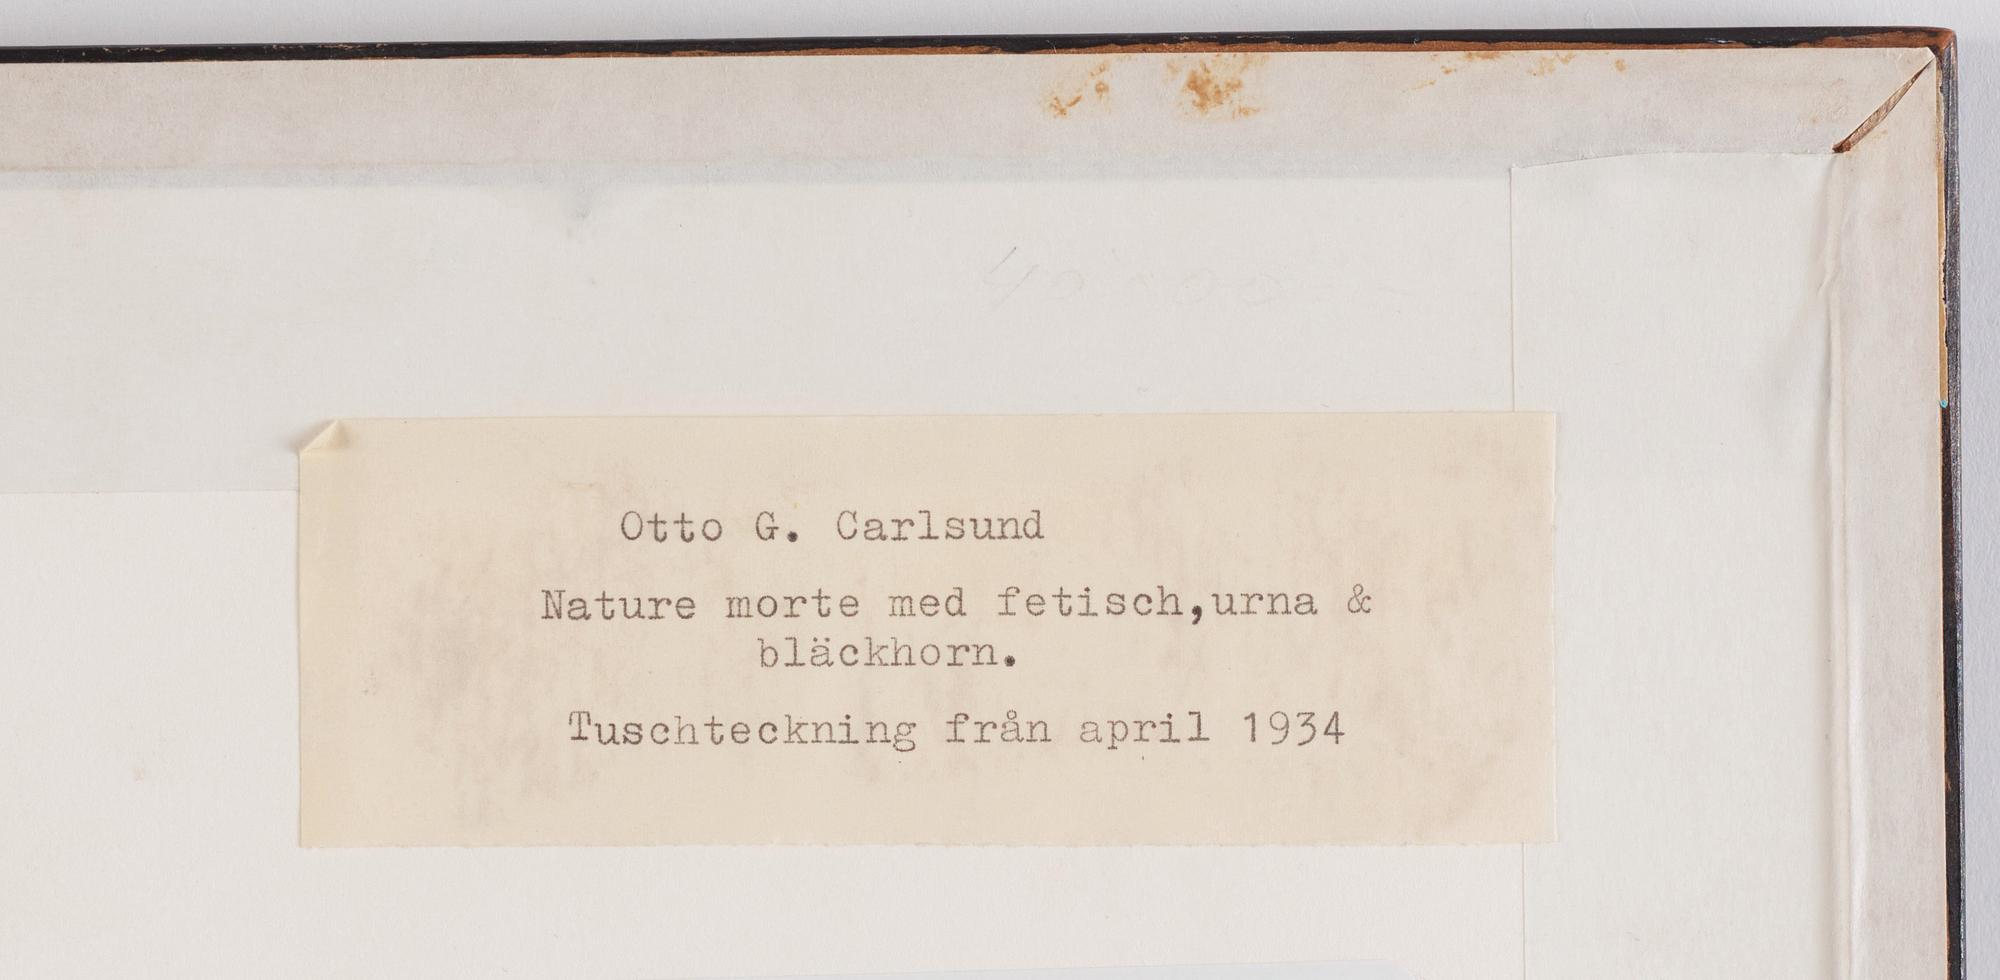 Otto G. Carlsund
Nature morte med fetisch,urna &
bläckhorn.
Tuschteckning från april 1934